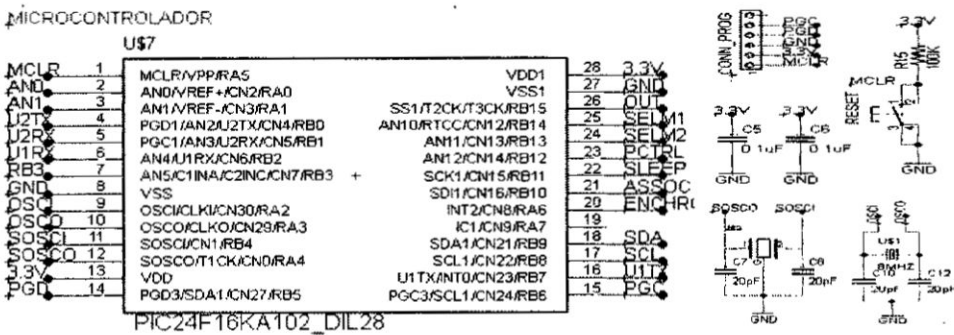 MICROCONTROLADOR
U$7
MCLR 1 MCLR/VPP/RA5 VDD1 28 3.3V
AN0 2 AN0/VREF+/CN2/RA0 VSS1 27 GND
AN1 3 AN1/VREF-/CN3/RA1 SS1/T2CK/T3CK/RB15 26 OUT
U2TX 4 PGD1/AN2/U2TX/CN4/RB0 AN10/RTCC/CN12/RB14 25 SELM1
U2RX 5 PGC1/AN3/U2RX/CN5/RB1 AN11/CN13/RB13 24 SELM2
U1RX 6 AN4/U1RX/CN6/RB2 AN12/CN14/RB12 23 PCTRL
RB3 7 AN5/C1INA/C2INC/CN7/RB3 SCK1/CN15/RB11 22 SLEEP
GND 8 VSS SDI1/CN16/RB10 21 ASSOC
OSCI 9 OSCI/CLKI/CN30/RA2 INT2/CN8/RA6 20
OSCO 10 OSCO/CLKO/CN29/RA3 IC1/CN9/RA7 19
SOSCI 11 SOSCI/CN1/RB4 SDA1/CN21/RB9 18 SDA
SOSCO 12 SOSCO/T1CK/CN0/RA4 SCL1/CN22/RB8 17 SCL
3.3V 13 VDD U1TX/INT0/CN23/RB7 16 U1TX
PGD 14 PGD3/SDA1/CN27/RB5 PGC3/SCL1/CN24/RB6 15 PGC
PIC24F16KA102_DIL28
CONN_PROG
PGC
PGD
GND
3.3V
MCLR
3.3V
R15
100K
MCLR
RESET
GND
3.3V 3.3V
C5 C6
0.1uF 0.1uF
GND GND
SOSCO SOSCI
C7 C8
20pF 20pF
GND
OSCI OSCO
U$1
8MHZ
C10 C12
20pF 20pF
GND